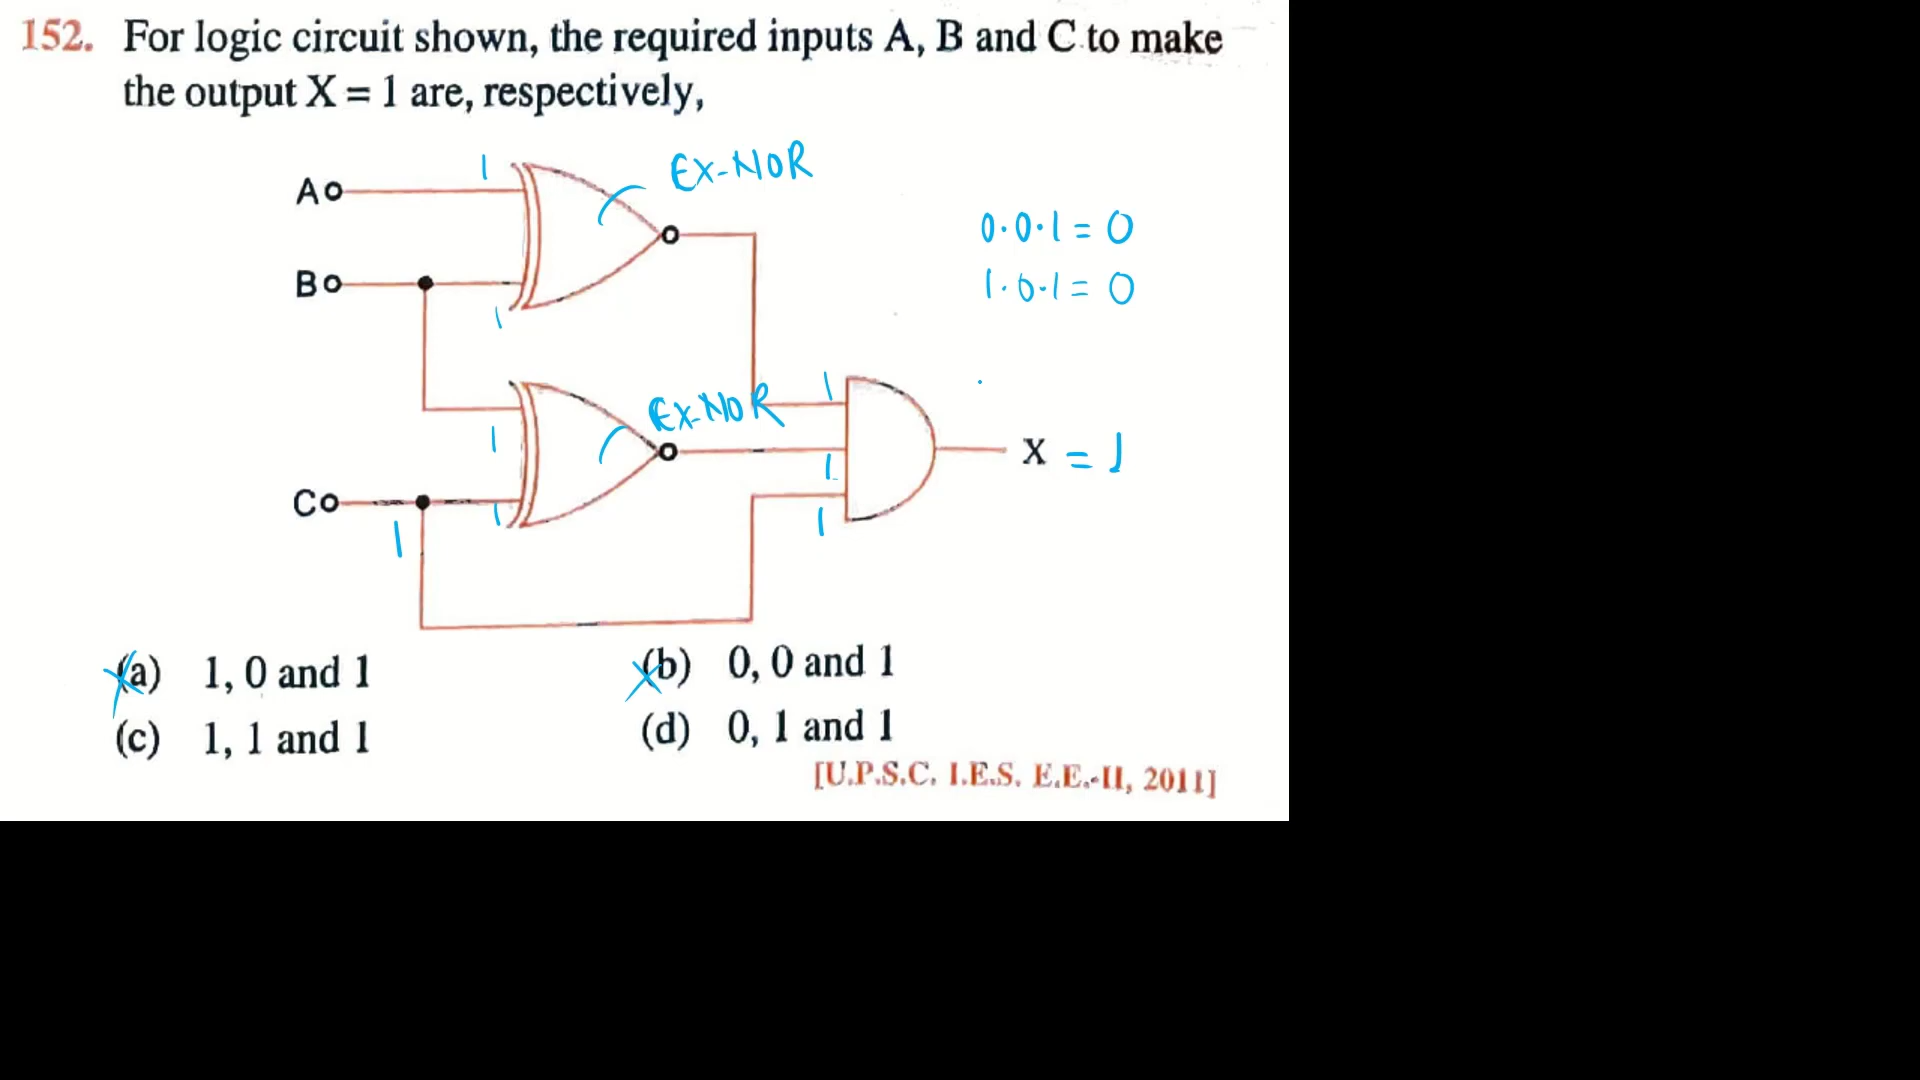 152. For logic circuit shown, the required inputs A, B and C to make
the output X = 1 are, respectively,
1
EX-NOR
A
0·0·1 = 0
B
1·0·1 = 0
1
1
EX-NOR
1
X = 1
1
C
1
1
1
(a) 1, 0 and 1
(b) 0, 0 and 1
(c) 1, 1 and 1
(d) 0, 1 and 1
[U.P.S.C. I.E.S. E.E.-II, 2011]